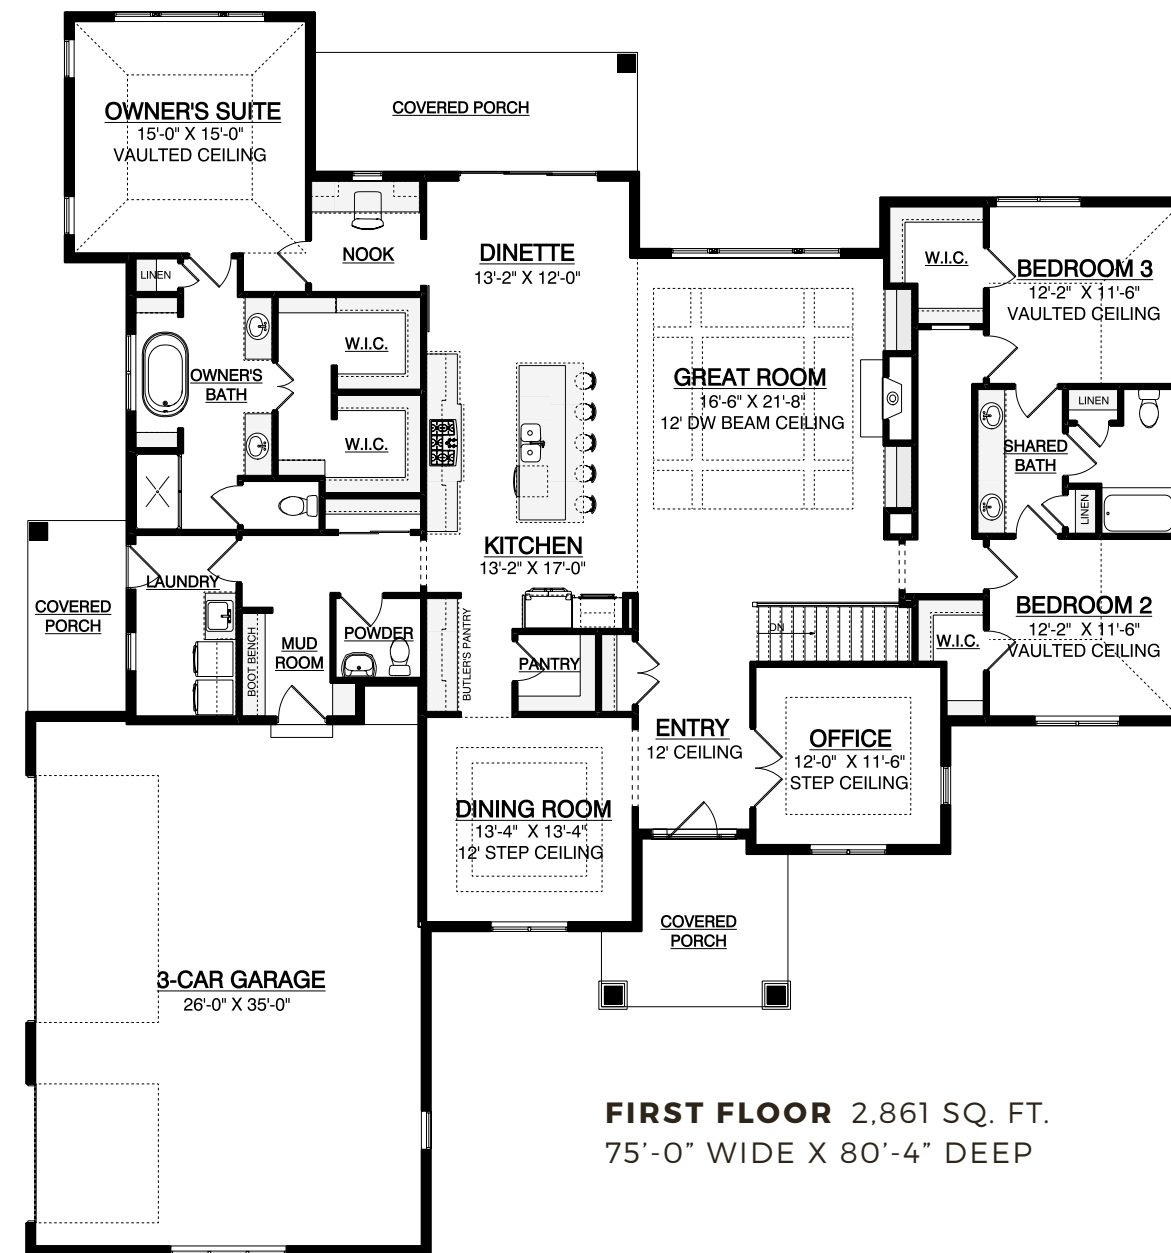 OWNER'S SUITE
15'-0" X 15'-0"
VAULTED CEILING
COVERED PORCH
NOOK
DINETTE
13'-2" X 12'-0"
LINEN
W.I.C.
BEDROOM 3
12'-2" X 11'-6"
VAULTED CEILING
W.I.C.
OWNER'S
BATH
GREAT ROOM
16'-6" X 21'-8"
12' DW BEAM CEILING
LINEN
W.I.C.
SHARED
BATH
LINEN
KITCHEN
13'-2" X 17'-0"
LAUNDRY
COVERED
PORCH
BOOT BENCH
MUD
ROOM
POWDER
BUTLER'S PANTRY
PANTRY
DN
W.I.C.
BEDROOM 2
12'-2" X 11'-6"
VAULTED CEILING
ENTRY
12' CEILING
OFFICE
12'-0" X 11'-6"
STEP CEILING
DINING ROOM
13'-4" X 13'-4"
12' STEP CEILING
COVERED
PORCH
3-CAR GARAGE
26'-0" X 35'-0"
FIRST FLOOR 2,861 SQ. FT.
75’-0” WIDE X 80’-4” DEEP